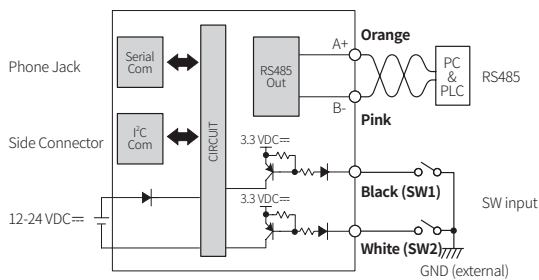 Phone Jack
Serial
Com
Side Connector
I²C
Com
12-24 VDC⎓
CIRCUIT
RS485
Out
A+
B-
Orange
Pink
PC
&
PLC
RS485
3.3 VDC⎓
Black (SW1)
3.3 VDC⎓
White (SW2)
SW input
GND (external)